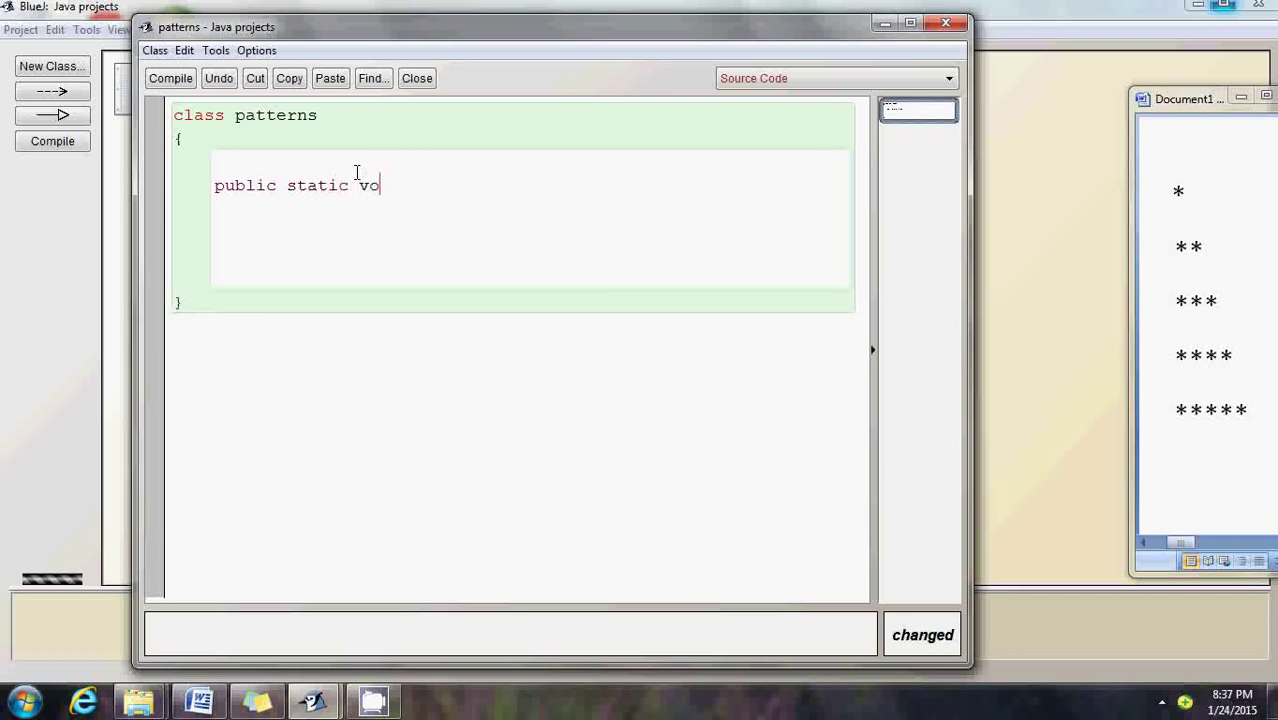 BlueJ: Java projects
Project Edit Tools View
New Class...
Compile
patterns - Java projects
Class Edit Tools Options
Compile Undo Cut Copy Paste Find... Close
Source Code
class patterns
{
public static vo
}
changed
Document1 ...
*
**
***
****
*****
8:37 PM
1/24/2015